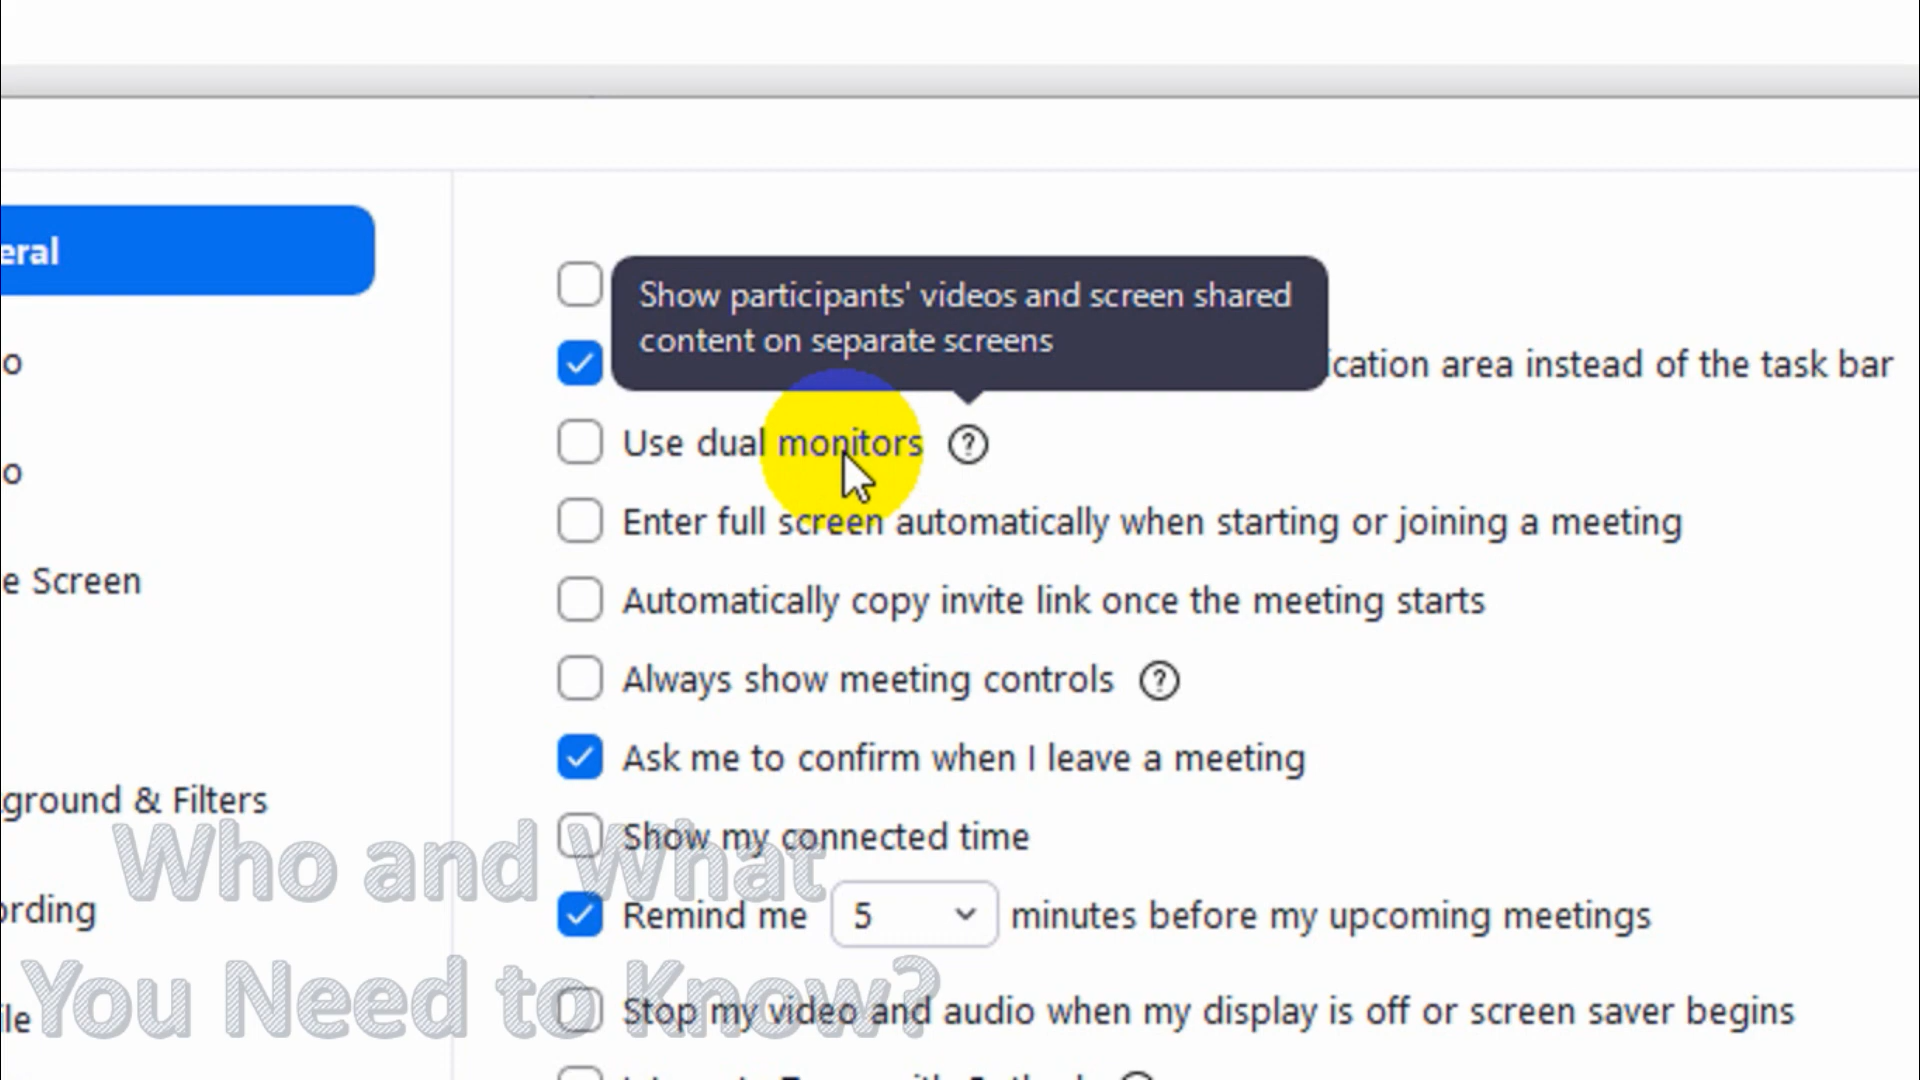 eral
Show participants' videos and screen shared
content on separate screens
ication area instead of the task bar
o
Use dual monitors ?
o
Enter full screen automatically when starting or joining a meeting
e Screen
Automatically copy invite link once the meeting starts
Always show meeting controls ?
Ask me to confirm when I leave a meeting
ground & Filters
Show my connected time
Who and What
ording
Remind me 5 minutes before my upcoming meetings
You Need to Know?
ile
Stop my video and audio when my display is off or screen saver begins